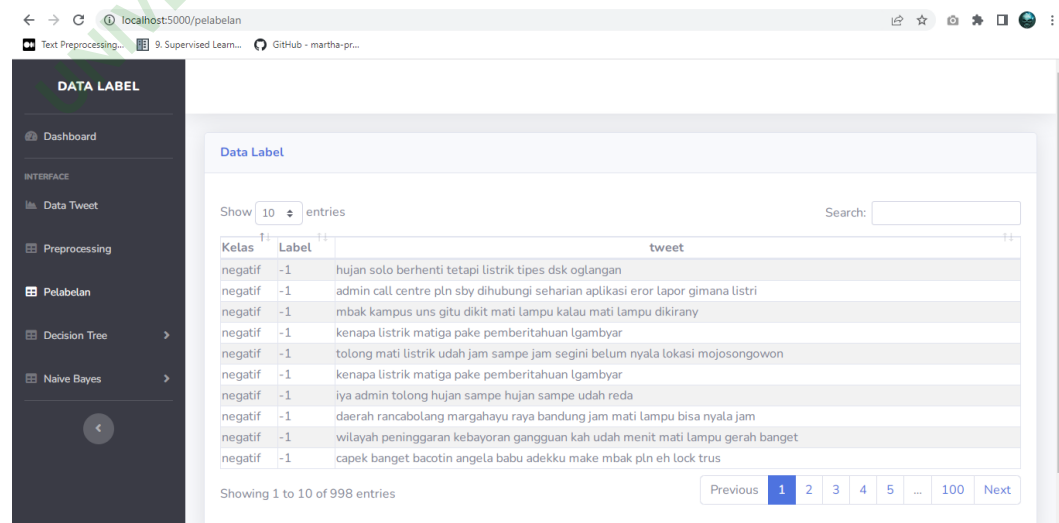 localhost:5000/pelabelan
Text Preprocessing... 9. Supervised Learn... GitHub - martha-pr...
DATA LABEL
Dashboard
INTERFACE
Data Tweet
Preprocessing
Pelabelan
Decision Tree
Naive Bayes
Data Label
Show 10 entries Search:
Kelas Label tweet
negatif -1 hujan solo berhenti tetapi listrik tipes dsk oglangan
negatif -1 admin call centre pln sby dihubungi seharian aplikasi eror lapor gimana listri
negatif -1 mbak kampus uns gitu dikit mati lampu kalau mati lampu dikirany
negatif -1 kenapa listrik matiga pake pemberitahuan lgambyar
negatif -1 tolong mati listrik udah jam sampe jam segini belum nyala lokasi mojosongowon
negatif -1 kenapa listrik matiga pake pemberitahuan lgambyar
negatif -1 iya admin tolong hujan sampe hujan sampe udah reda
negatif -1 daerah rancabolang margahayu raya bandung jam mati lampu bisa nyala jam
negatif -1 wilayah peninggaran kebayoran gangguan kah udah menit mati lampu gerah banget
negatif -1 capek banget bacotin angela babu adekku make mbak pln eh lock trus
Showing 1 to 10 of 998 entries Previous 1 2 3 4 5 ... 100 Next